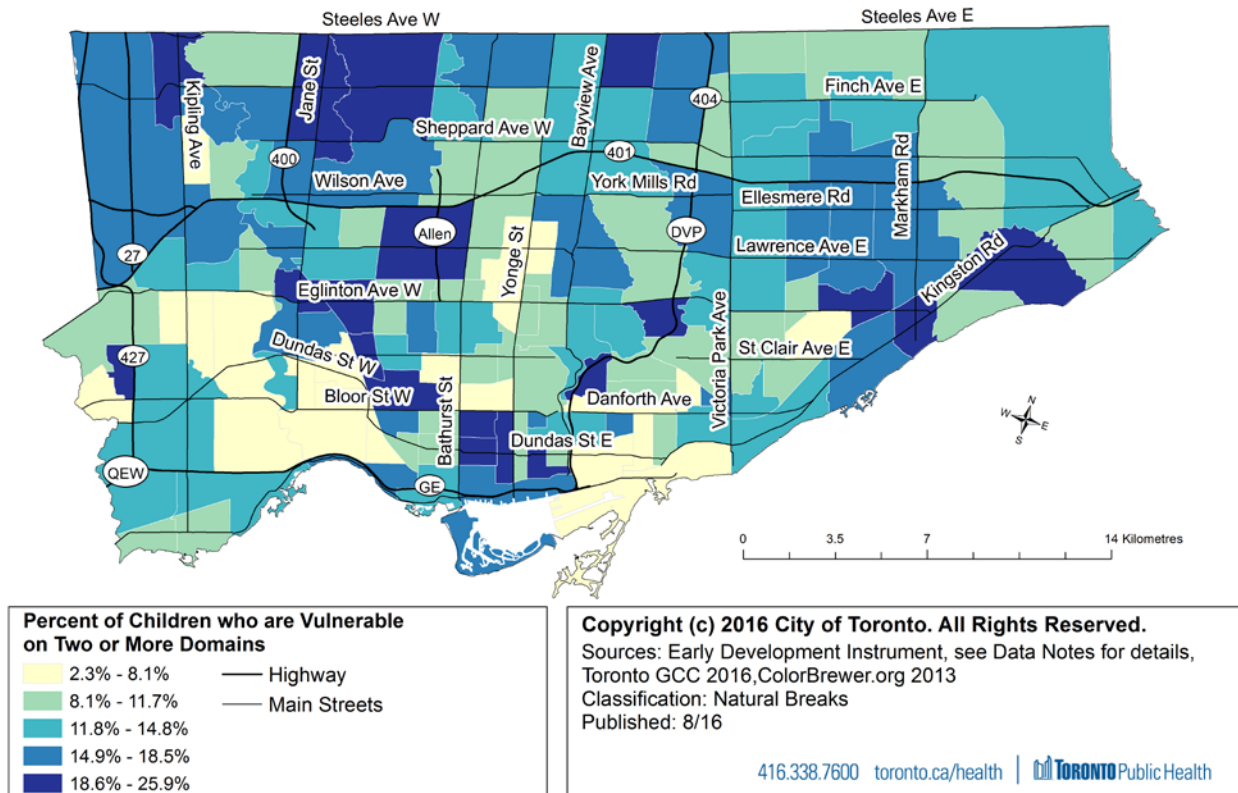 Steeles Ave W
Steeles Ave E
Kipling Ave
Jane St
Bayview Ave
Finch Ave E
404
Sheppard Ave W
400
401
Markham Rd
Wilson Ave
York Mills Rd
Ellesmere Rd
Allen
DVP
27
Yonge St
Lawrence Ave E
Kingston Rd
Eglinton Ave W
Victoria Park Ave
427
Dundas St W
St Clair Ave E
Bloor St W
Bathurst St
Danforth Ave
Dundas St E
N
W
E
S
QEW
GE
0 3.5 7 14 Kilometres
Percent of Children who are Vulnerable
on Two or More Domains
2.3% - 8.1%
8.1% - 11.7%
11.8% - 14.8%
14.9% - 18.5%
18.6% - 25.9%
Highway
Main Streets
Copyright (c) 2016 City of Toronto. All Rights Reserved.
Sources: Early Development Instrument, see Data Notes for details,
Toronto GCC 2016,ColorBrewer.org 2013
Classification: Natural Breaks
Published: 8/16
416.338.7600 toronto.ca/health
TORONTO Public Health